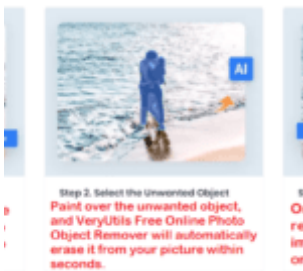 AI
Step 2. Select the Unwanted Object
Paint over the unwanted object,
and VeryUtils Free Online Photo
Object Remover will automatically
erase it from your picture within
seconds.